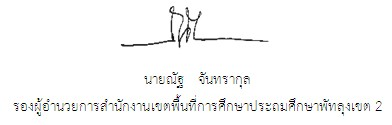 นายณัฐ จันทรากุล
รองผู้อำนวยการสำนักงานเขตพื้นที่การศึกษาประถมศึกษาพัทลุงเขต 2